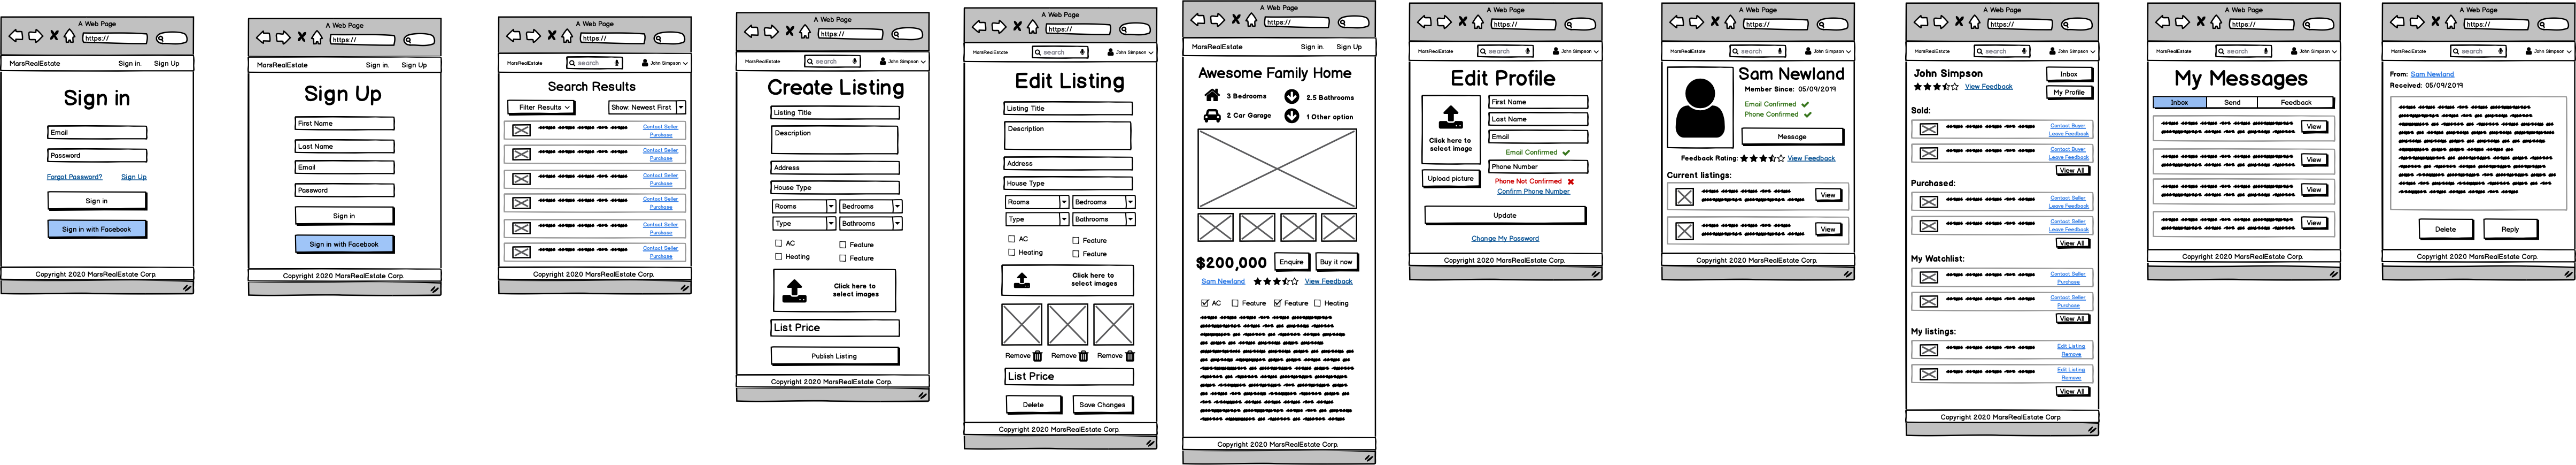 A Web Page
https://
MarsRealEstate Sign in. Sign Up
Sign in
Email
Password
Forgot Password? Sign Up
Sign in
Sign in with Facebook
Copyright 2020 MarsRealEstate Corp.
A Web Page
https://
MarsRealEstate Sign in. Sign Up
Sign Up
First Name
Last Name
Email
Password
Sign in
Sign in with Facebook
Copyright 2020 MarsRealEstate Corp.
A Web Page
https://
MarsRealEstate search John Simpson
Search Results
Filter Results Show: Newest First
Contact Seller
Purchase
Contact Seller
Purchase
Contact Seller
Purchase
Contact Seller
Purchase
Contact Seller
Purchase
Contact Seller
Purchase
Copyright 2020 MarsRealEstate Corp.
A Web Page
https://
MarsRealEstate search John Simpson
Create Listing
Listing Title
Description
Address
House Type
Rooms Bedrooms
Type Bathrooms
AC Feature
Heating Feature
Click here to
select images
List Price
Publish Listing
Copyright 2020 MarsRealEstate Corp.
A Web Page
https://
MarsRealEstate search John Simpson
Edit Listing
Listing Title
Description
Address
House Type
Rooms Bedrooms
Type Bathrooms
AC Feature
Heating Feature
Click here to
select images
Remove Remove Remove
List Price
Delete Save Changes
Copyright 2020 MarsRealEstate Corp.
A Web Page
https://
MarsRealEstate Sign in. Sign Up
Awesome Family Home
3 Bedrooms 2.5 Bathrooms
2 Car Garage 1 Other option
$200,000 Enquire Buy it now
Sam Newland View Feedback
AC Feature Feature Heating
Copyright 2020 MarsRealEstate Corp.
A Web Page
https://
MarsRealEstate search John Simpson
Edit Profile
Click here to
select image
Upload picture
First Name
Last Name
Email
Email Confirmed
Phone Number
Phone Not Confirmed
Confirm Phone Number
Update
Change My Password
Copyright 2020 MarsRealEstate Corp.
A Web Page
https://
MarsRealEstate search John Simpson
Sam Newland
Member Since: 05/09/2019
Email Confirmed
Phone Confirmed
Message
Feedback Rating: View Feedback
Current listings:
View
View
Copyright 2020 MarsRealEstate Corp.
A Web Page
https://
MarsRealEstate search John Simpson
John Simpson Inbox
View Feedback My Profile
Sold:
Contact Buyer
Leave Feedback
Contact Buyer
Leave Feedback
View All
Purchased:
Contact Seller
Leave Feedback
Contact Seller
Leave Feedback
View All
My Watchlist:
Contact Seller
Purchase
Contact Seller
Purchase
View All
My listings:
Edit Listing
Remove
Edit Listing
Remove
View All
Copyright 2020 MarsRealEstate Corp.
A Web Page
https://
MarsRealEstate search John Simpson
My Messages
Inbox Send Feedback
View
View
View
View
Copyright 2020 MarsRealEstate Corp.
A Web Page
https://
MarsRealEstate search John Simpson
From: Sam Newland
Received: 05/09/2019
Delete Reply
Copyright 2020 MarsRealEstate Corp.